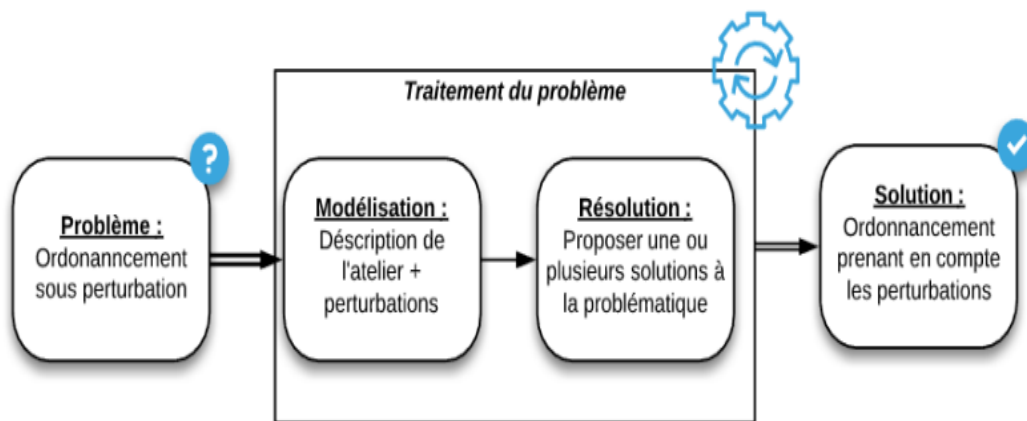 Traitement du problème
?
Problème :
Ordonanncement
sous perturbation
Modélisation :
Déscription de
l'atelier +
perturbations
Résolution :
Proposer une ou
plusieurs solutions à
la problématique
Solution :
Ordonnancement
prenant en compte
les perturbations